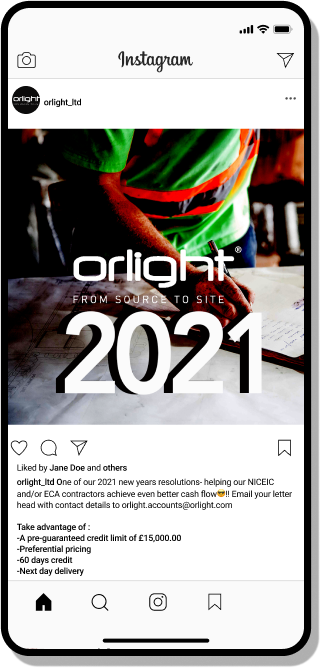 Instagram
orlight
orlight_ltd
orlight®
FROM SOURCE TO SITE
2021
Liked by Jane Doe and others
orlight_ltd One of our 2021 new years resolutions- helping our NICEIC
and/or ECA contractors achieve even better cash flow🤓!! Email your letter
head with contact details to orlight.accounts@orlight.com
Take advantage of :
-A pre-guaranteed credit limit of £15,000.00
-Preferential pricing
-60 days credit
-Next day delivery